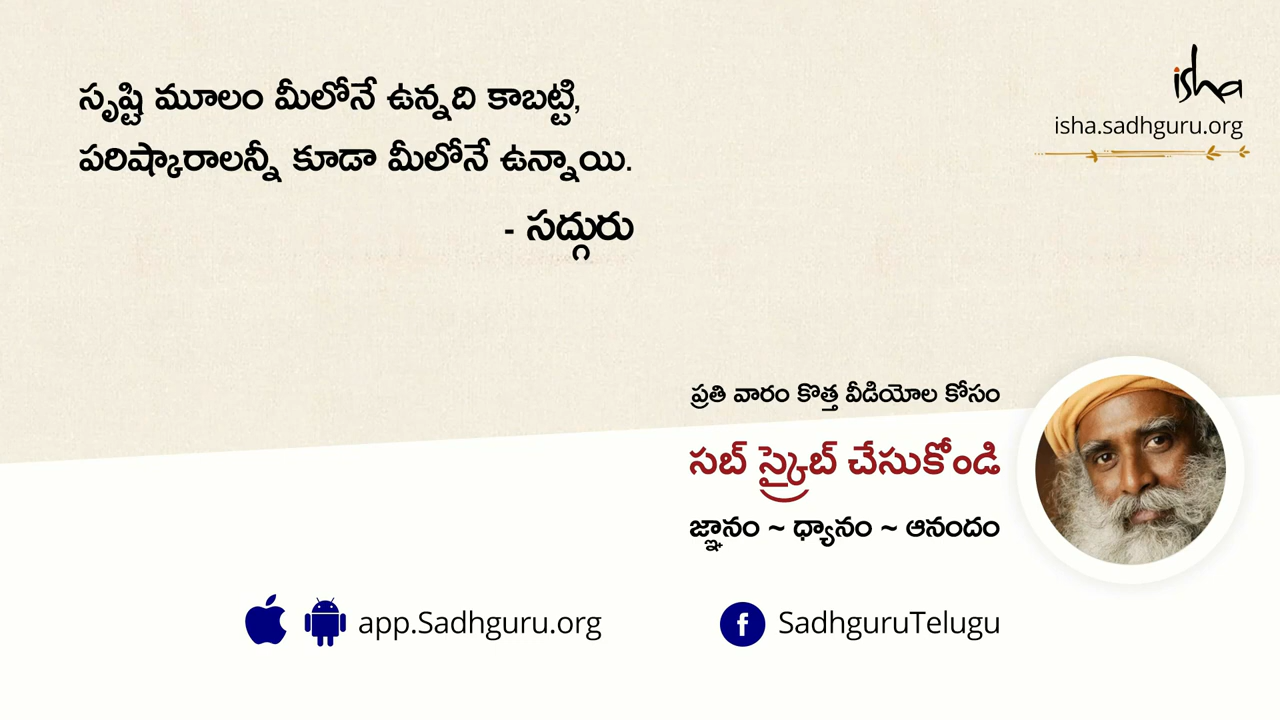 సృష్టి మూలం మీలోనే ఉన్నది కాబట్టి,
పరిష్కారాలన్నీ కూడా మీలోనే ఉన్నాయి.
- సద్గురు
isha
isha.sadhguru.org
ప్రతి వారం కొత్త వీడియోల కోసం
సబ్ స్క్రైబ్ చేసుకోండి
జ్ఞానం ~ ధ్యానం ~ ఆనందం
app.Sadhguru.org
f SadhguruTelugu